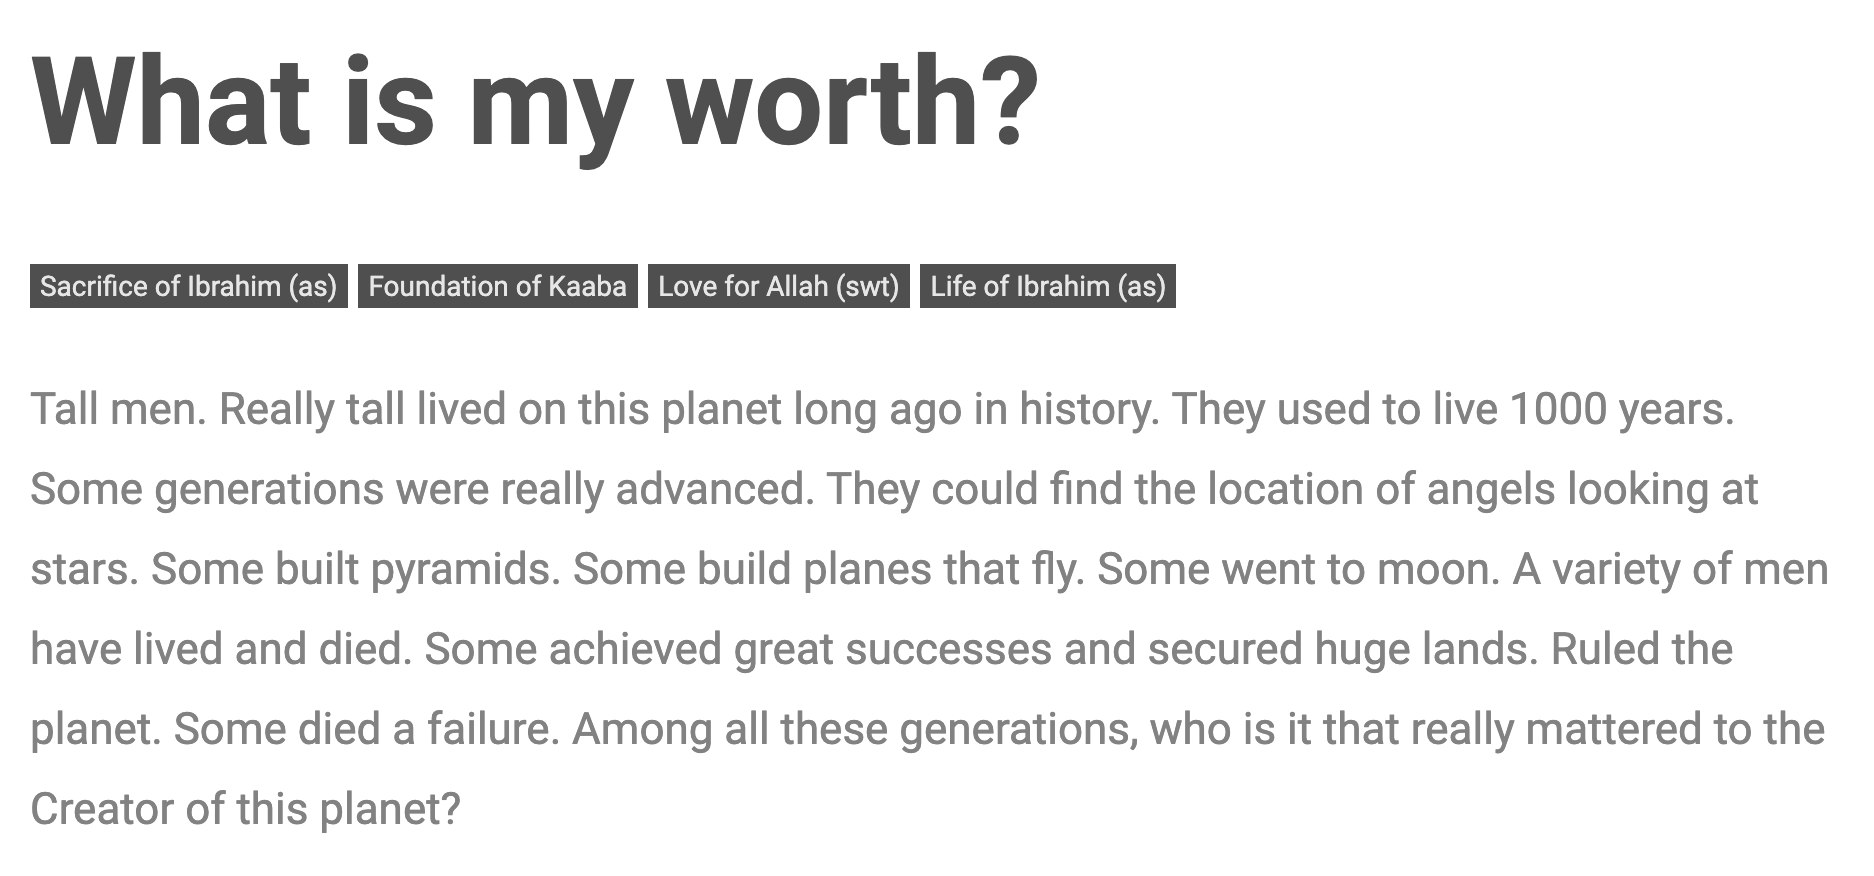 What is my worth?
Sacrifice of Ibrahim (as) Foundation of Kaaba Love for Allah (swt) Life of Ibrahim (as)
Tall men. Really tall lived on this planet long ago in history. They used to live 1000 years.
Some generations were really advanced. They could find the location of angels looking at
stars. Some built pyramids. Some build planes that fly. Some went to moon. A variety of men
have lived and died. Some achieved great successes and secured huge lands. Ruled the
planet. Some died a failure. Among all these generations, who is it that really mattered to the
Creator of this planet?